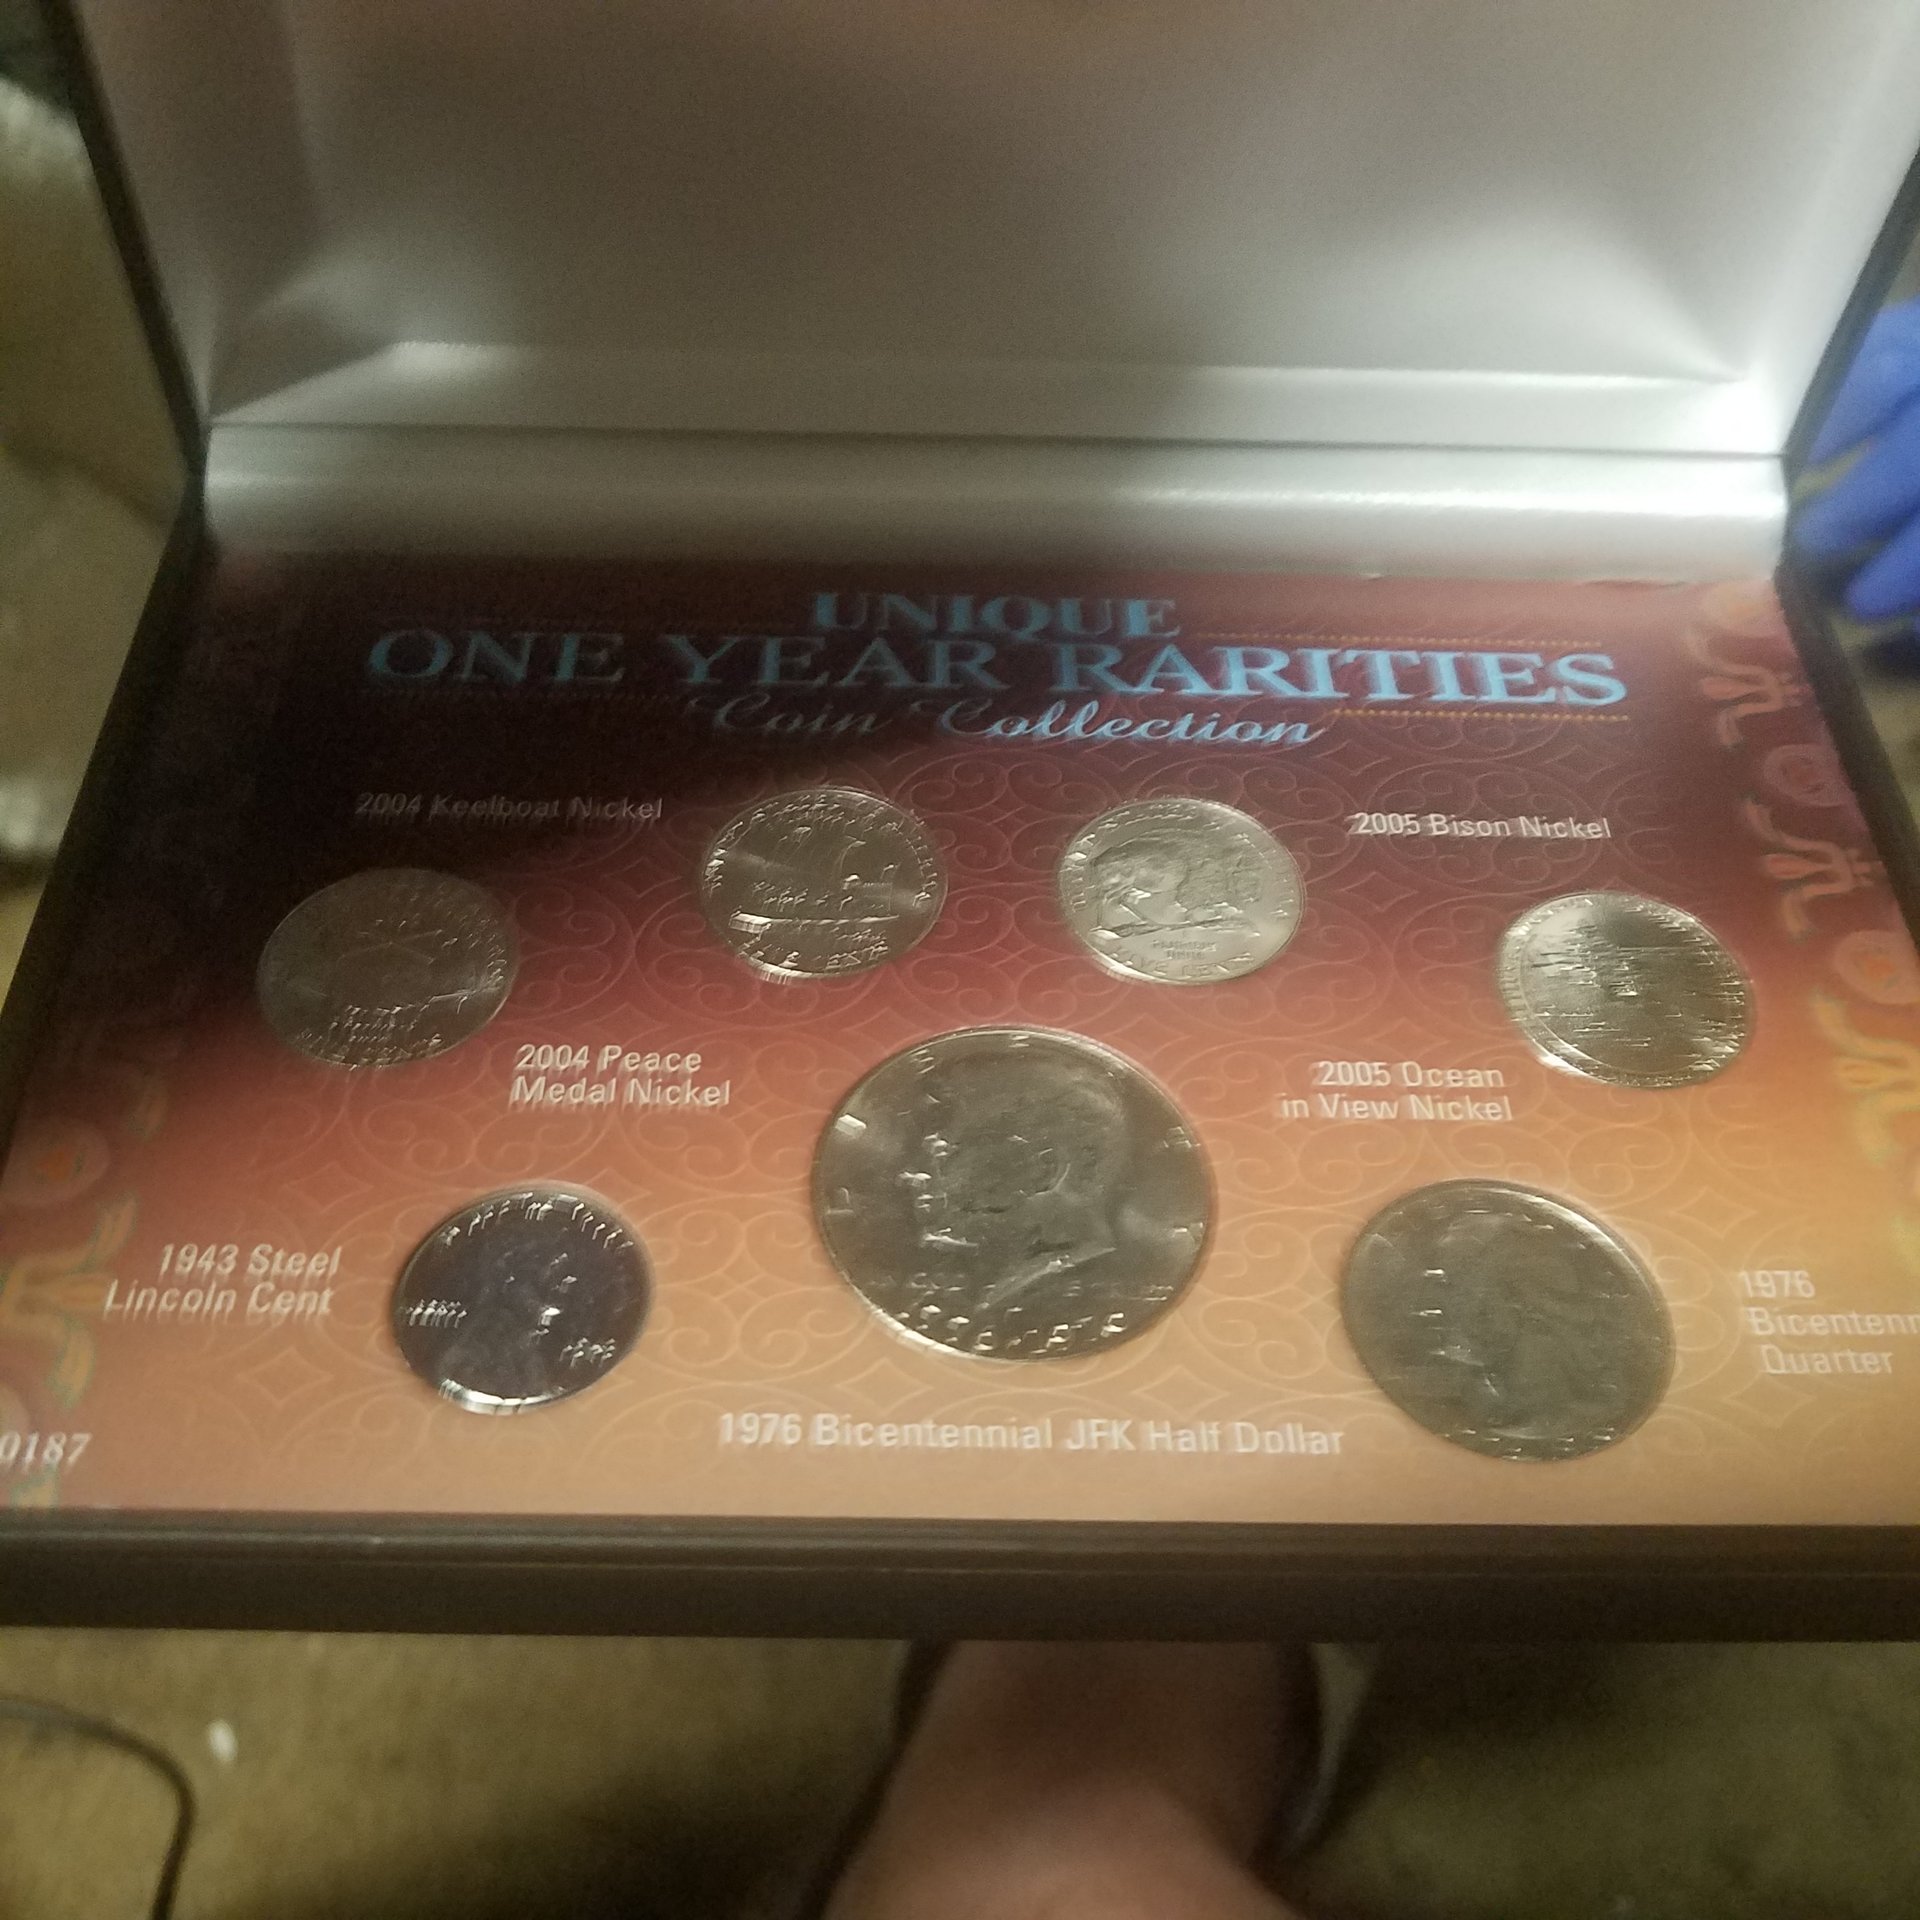 UNIQUE
ONE YEAR RARITIES
Coin Collection
2004 Keelboat Nickel
2005 Bison Nickel
2004 Peace
Medal Nickel
2005 Ocean
in View Nickel
1943 Steel
Lincoln Cent
1976
Bicentenn
Quarter
1976 Bicentennial JFK Half Dollar
0187